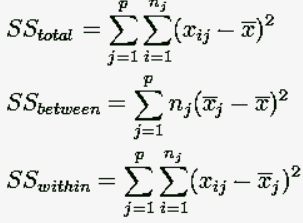 $SS_{total} = \sum_{j=1}^{p} \sum_{i=1}^{n_j} (x_{ij} - \overline{x})^2$
$SS_{between} = \sum_{j=1}^{p} n_j (\overline{x}_j - \overline{x})^2$
$SS_{within} = \sum_{j=1}^{p} \sum_{i=1}^{n_j} (x_{ij} - \overline{x}_j)^2$